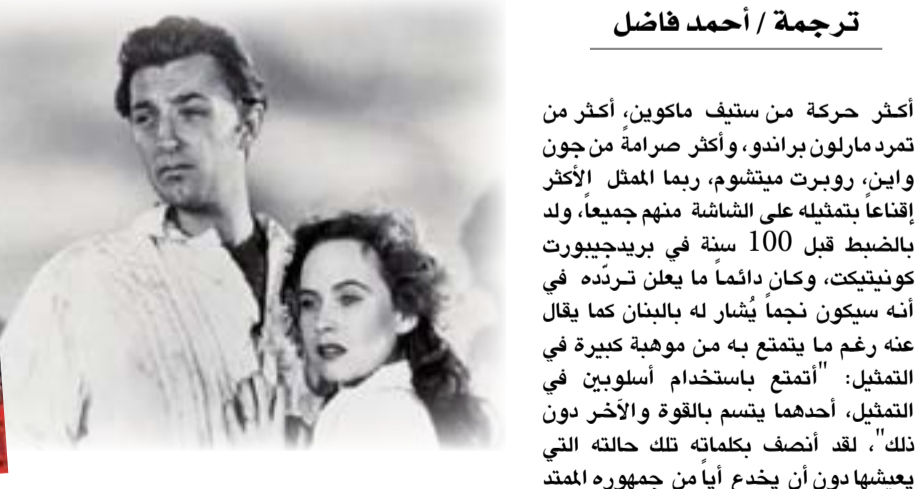 ترجمة / أحمد فاضل
أكثر حركة من ستيف ماكوين، أكثر من
تمرد مارلون براندو، وأكثر صرامةً من جون
واين، روبرت ميتشوم، ربما الممثل الأكثر
إقناعاً بتمثيله على الشاشة منهم جميعاً، ولد
بالضبط قبل 100 سنة في بريدجيبورت
كونيتيكت، وكان دائماً ما يعلن تردّده في
أنه سيكون نجماً يُشار له بالبنان كما يقال
عنه رغم ما يتمتع به من موهبة كبيرة في
التمثيل: "أتمتع باستخدام أسلوبين في
التمثيل، أحدهما يتسم بالقوة والآخر دون
ذلك"، لقد أنصف بكلماته تلك حالته التي
يعيشها دون أن يخدع أياً من جمهوره الممتد